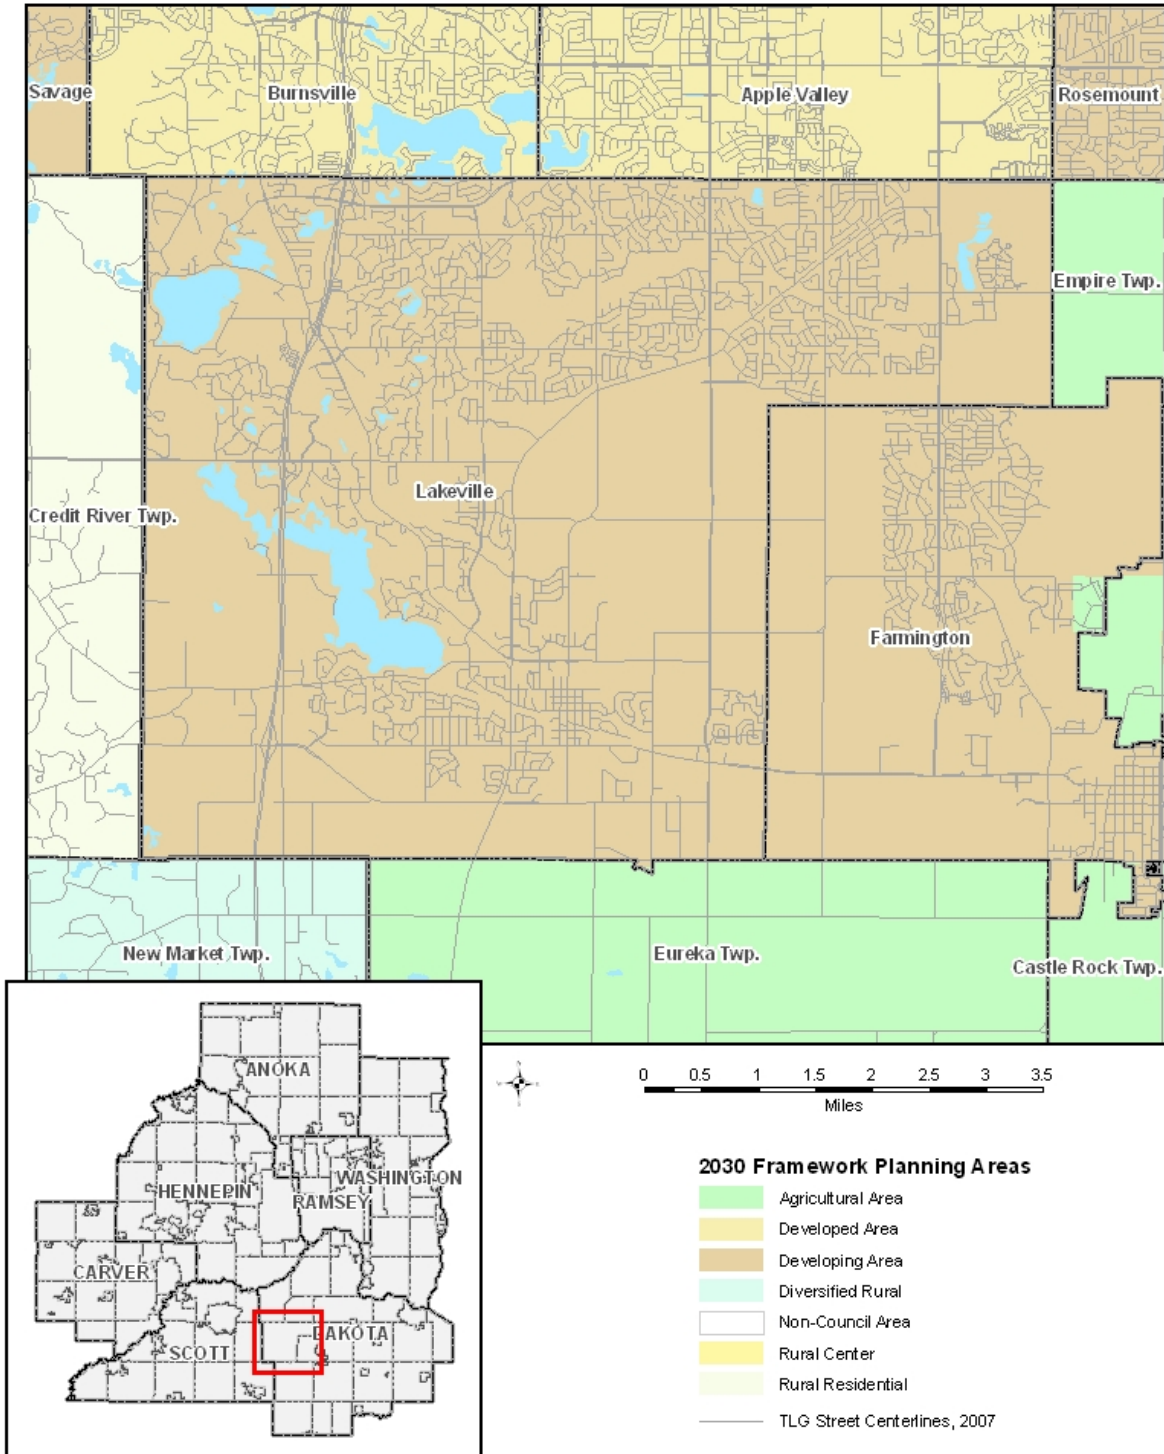 Savage
Burnsville
Apple Valley
Rosemount
Empire Twp.
Lakeville
Credit River Twp.
Farmington
New Market Twp.
Eureka Twp.
Castle Rock Twp.
ANOKA
HENNEPIN
RAMSEY
WASHINGTON
CARVER
SCOTT
DAKOTA
0 0.5 1 1.5 2 2.5 3 3.5
Miles
2030 Framework Planning Areas
Agricultural Area
Developed Area
Developing Area
Diversified Rural
Non-Council Area
Rural Center
Rural Residential
TLG Street Centerlines, 2007